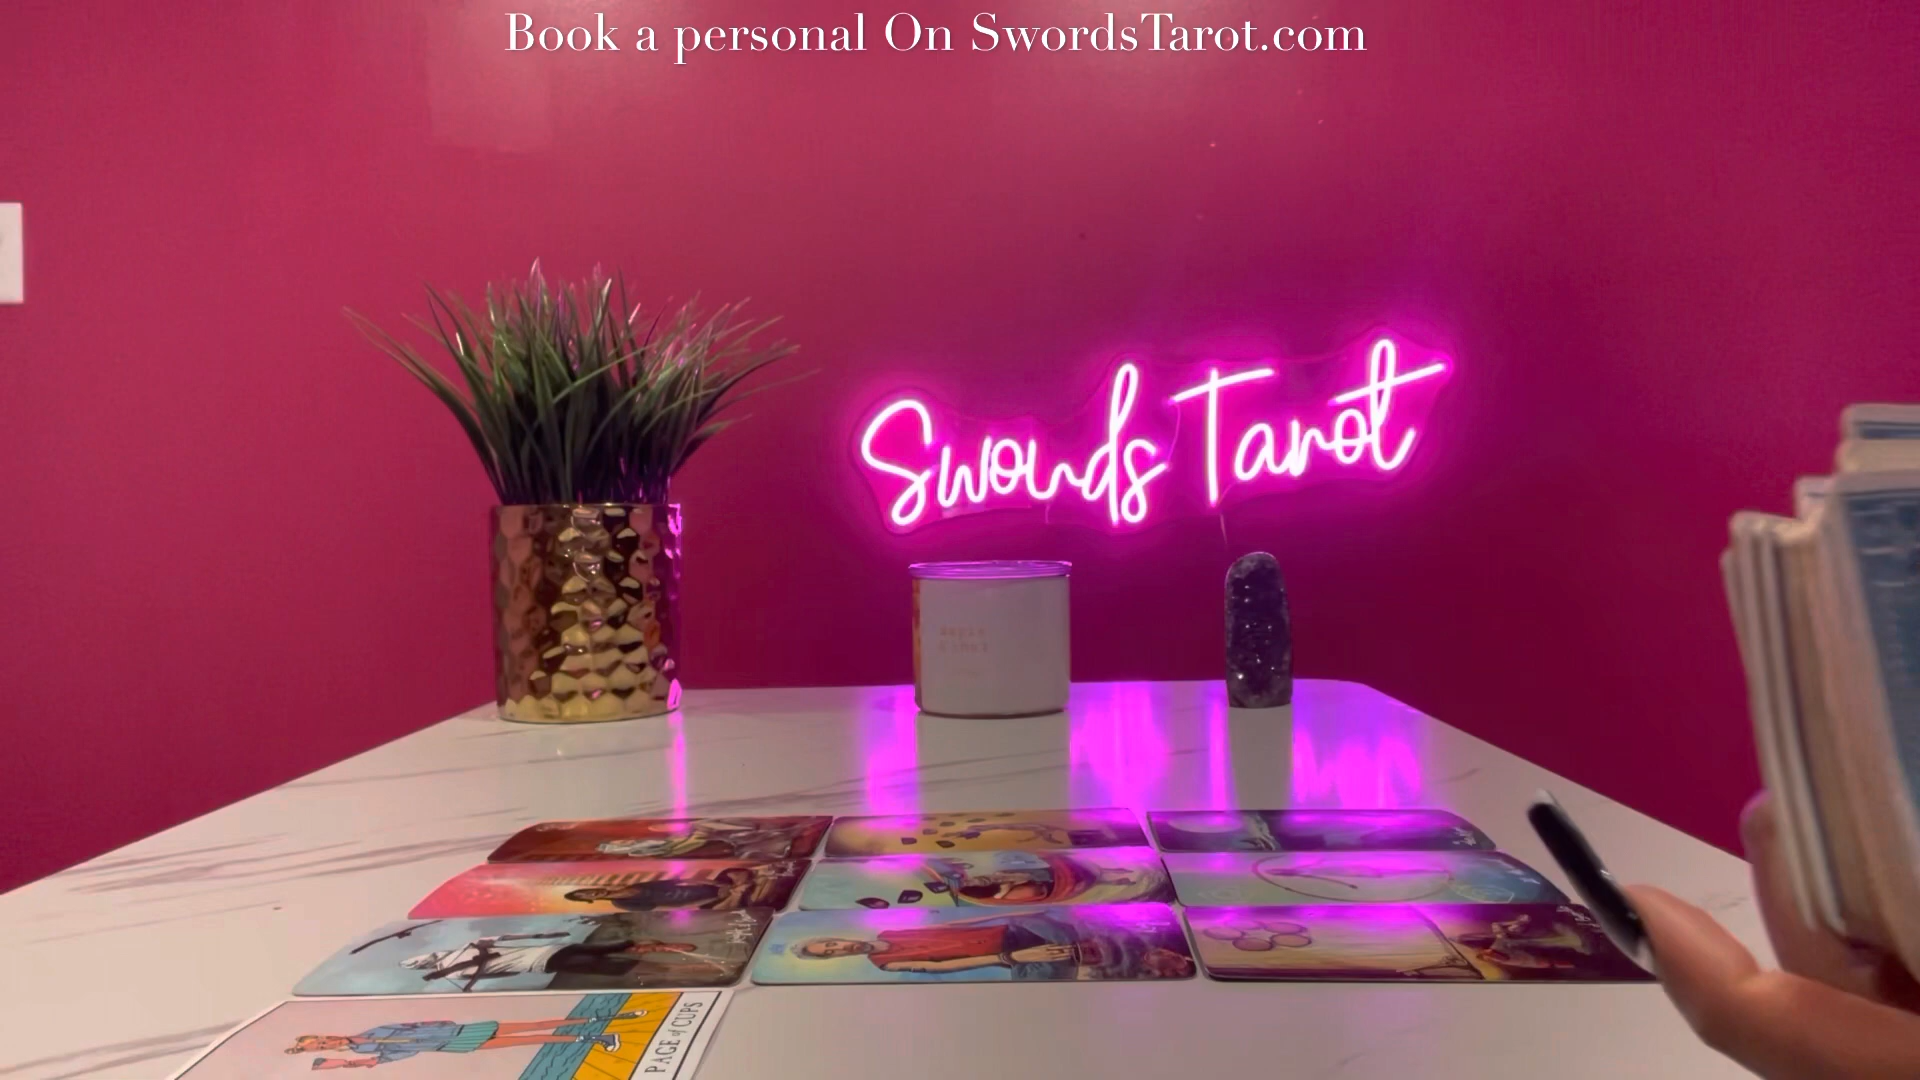 Book a personal On SwordsTarot.com
Swords Tarot
PAGE of CUPS